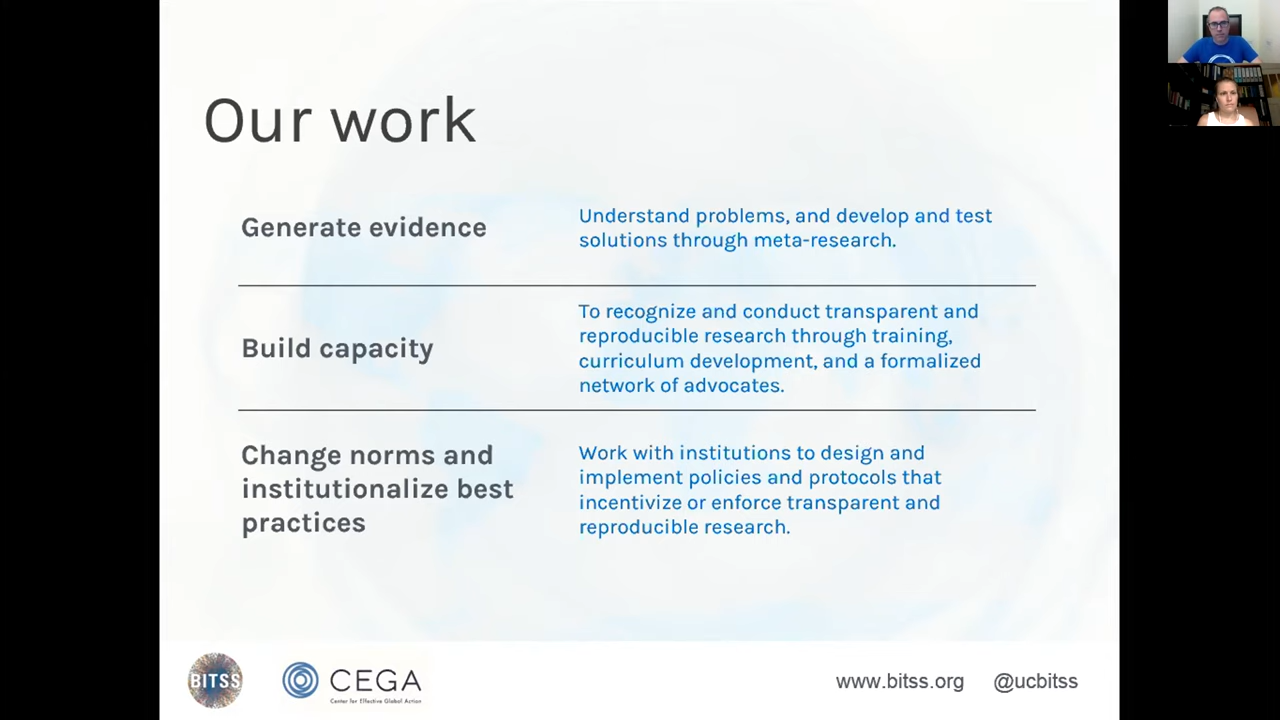 Our work
Generate evidence
Understand problems, and develop and test
solutions through meta-research.
Build capacity
To recognize and conduct transparent and
reproducible research through training,
curriculum development, and a formalized
network of advocates.
Change norms and
institutionalize best
practices
Work with institutions to design and
implement policies and protocols that
incentivize or enforce transparent and
reproducible research.
BITSS
CEGA
Center for Effective Global Action
www.bitss.org
@ucbitss